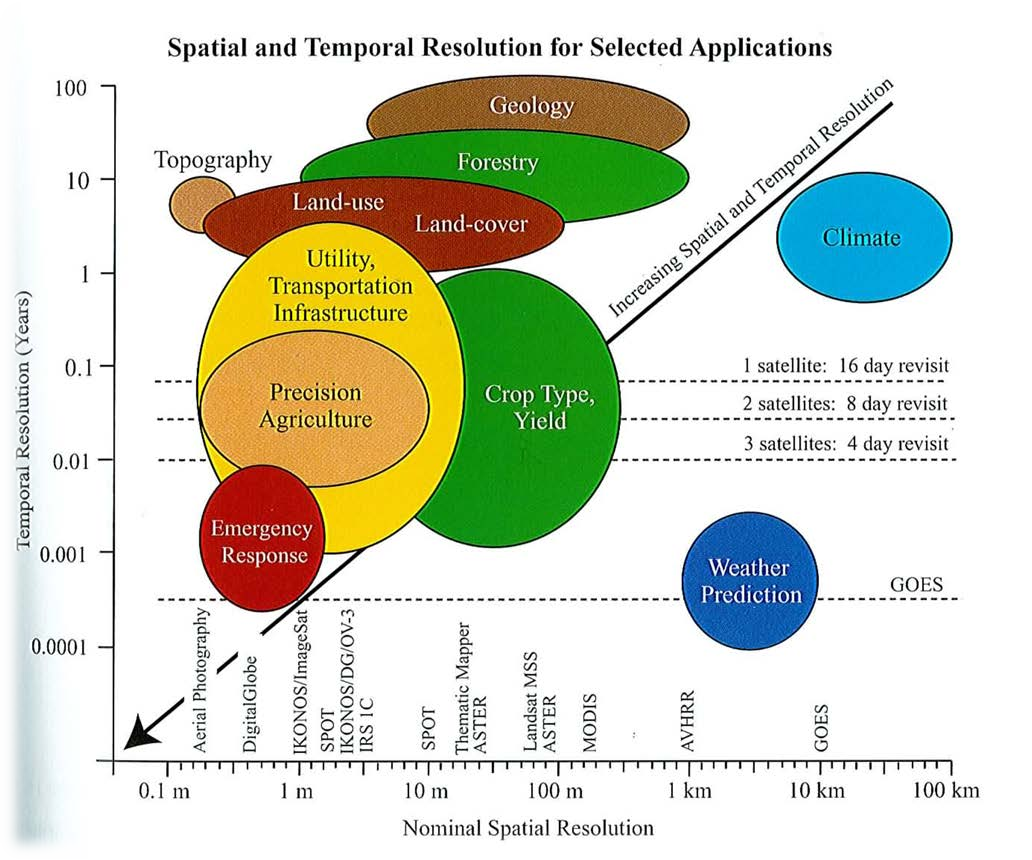 Spatial and Temporal Resolution for Selected Applications
100
10
1
0.1
0.01
0.001
0.0001
Temporal Resolution (Years)
Geology
Topography
Forestry
Land-use
Land-cover
Utility,
Transportation
Infrastructure
Precision
Agriculture
Crop Type,
Yield
Emergency
Response
Increasing Spatial and Temporal Resolution
Climate
1 satellite: 16 day revisit
2 satellites: 8 day revisit
3 satellites: 4 day revisit
Weather
Prediction
GOES
Aerial Photography
DigitalGlobe
IKONOS/ImageSat
SPOT
IKONOS/DG/OV-3
IRS 1C
SPOT
Thematic Mapper
ASTER
Landsat MSS
ASTER
MODIS
AVHRR
GOES
0.1 m
1 m
10 m
100 m
1 km
10 km
100 km
Nominal Spatial Resolution